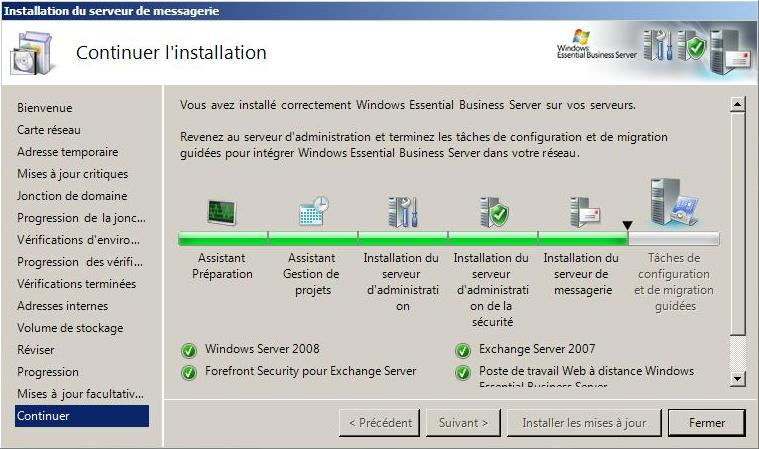 Installation du serveur de messagerie
Continuer l'installation
Windows
Essential Business Server
Bienvenue
Carte réseau
Adresse temporaire
Mises à jour critiques
Jonction de domaine
Progression de la jonc...
Vérifications d'enviro...
Progression des vérifi...
Vérifications terminées
Adresses internes
Volume de stockage
Réviser
Progression
Mises à jour facultativ...
Continuer
Vous avez installé correctement Windows Essential Business Server sur vos serveurs.
Revenez au serveur d'administration et terminez les tâches de configuration et de migration
guidées pour intégrer Windows Essential Business Server dans votre réseau.
Assistant
Préparation
Assistant
Gestion de
projets
Installation du
serveur
d'administrati
on
Installation du
serveur
d'administrati
on de la
sécurité
Installation du
serveur de
messagerie
Tâches de
configuration
et de migration
guidées
Windows Server 2008
Exchange Server 2007
Forefront Security pour Exchange Server
Poste de travail Web à distance Windows
Essential Business Server
< Précédent
Suivant >
Installer les mises à jour
Fermer